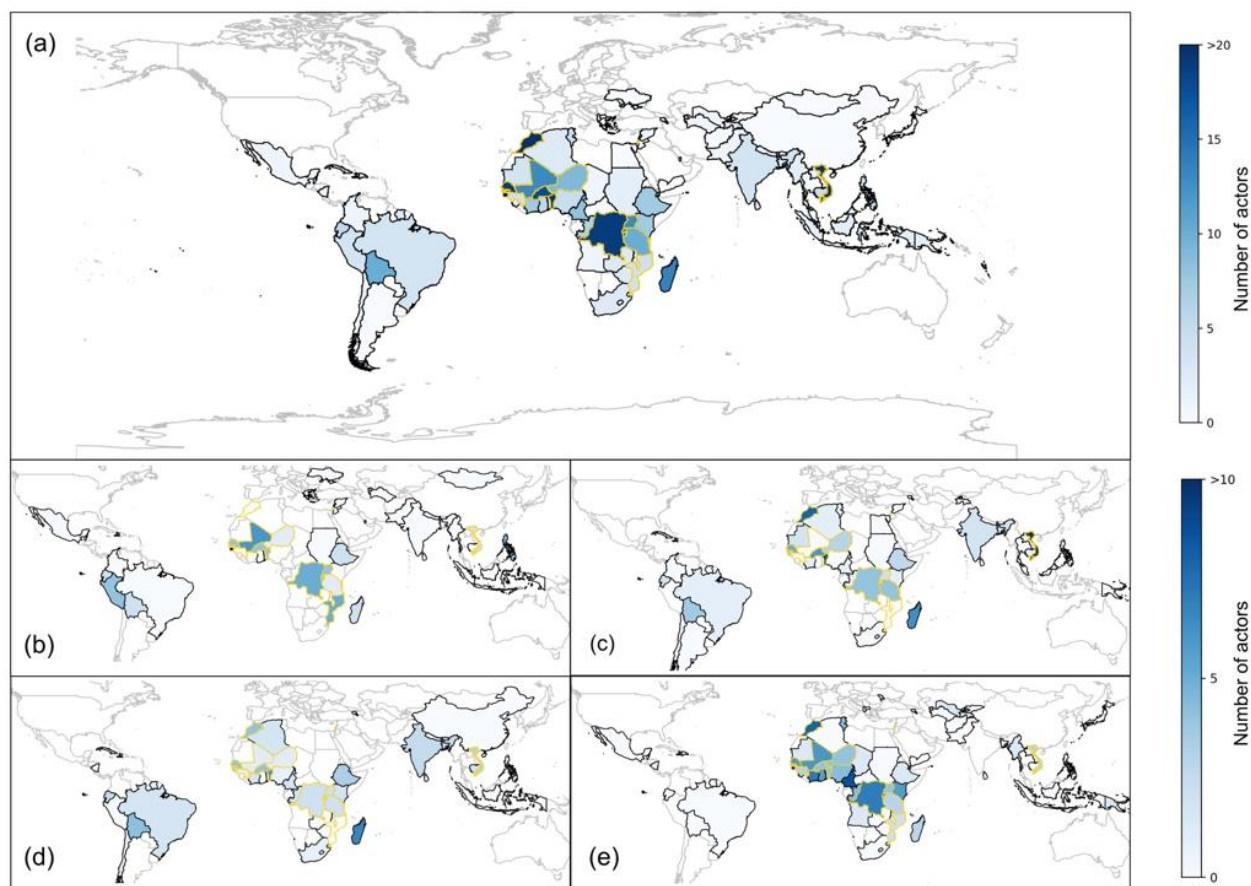 (a)
>20
15
10
5
0
Number of actors
(b)
(c)
(d)
(e)
>10
5
0
Number of actors